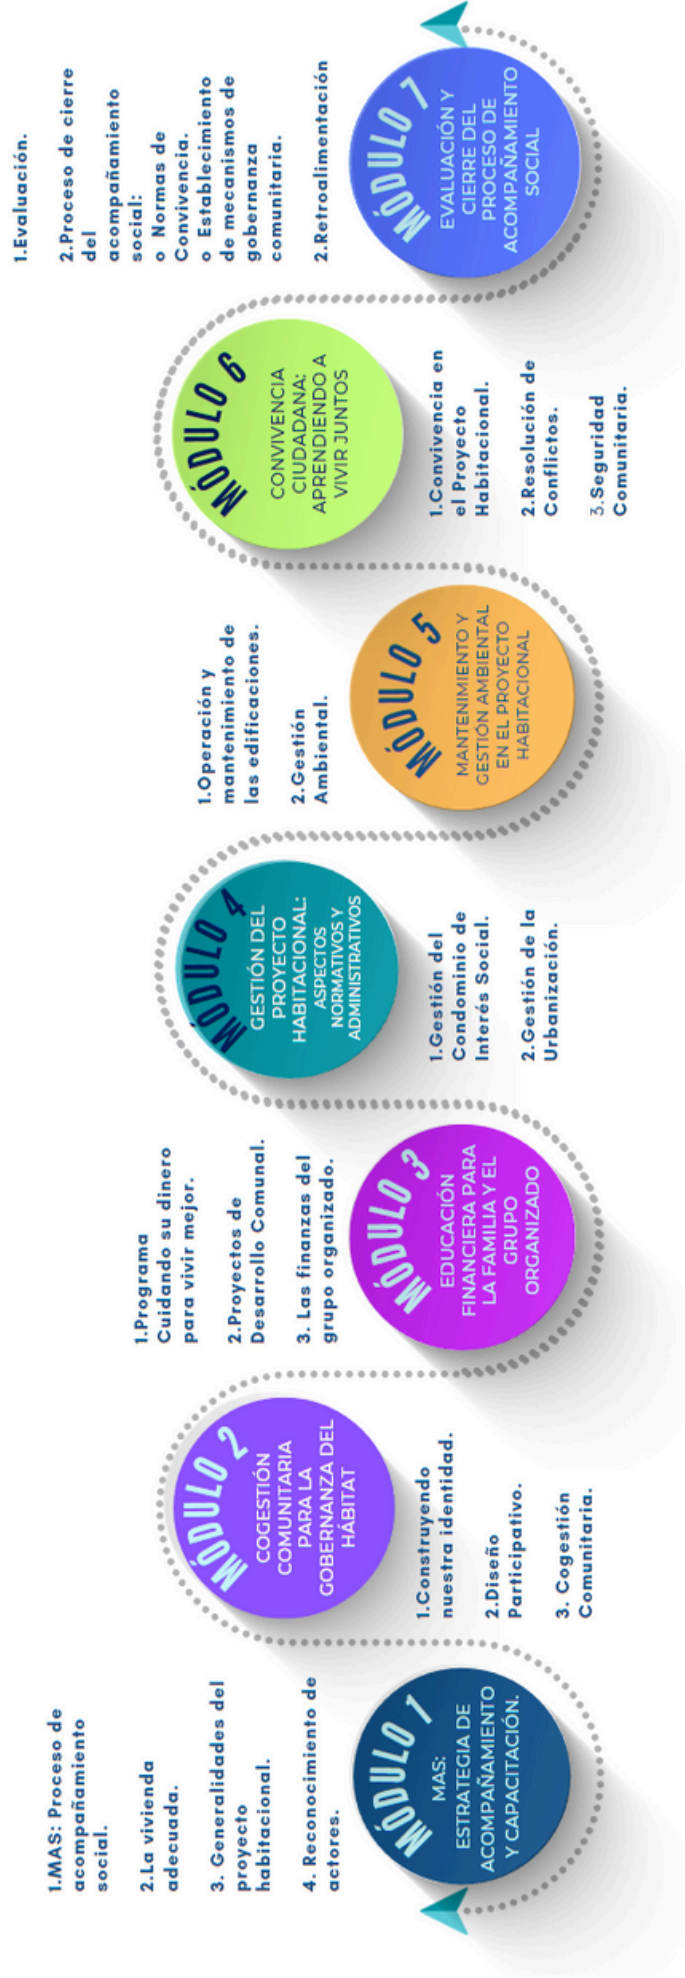 1.MAS: Proceso de
acompañamiento
social.
2.La vivienda
adecuada.
3. Generalidades del
proyecto
habitacional.
4. Reconocimiento de
actores.
MÓDULO 1
MAS:
ESTRATEGIA DE
ACOMPAÑAMIENTO
Y CAPACITACIÓN.
MÓDULO 2
COGESTIÓN
COMUNITARIA
PARA LA
GOBERNANZA DEL
HÁBITAT
1.Construyendo
nuestra identidad.
2.Diseño
Participativo.
3. Cogestión
Comunitaria.
1.Programa
Cuidando su dinero
para vivir mejor.
2.Proyectos de
Desarrollo Comunal.
3. Las finanzas del
grupo organizado.
MÓDULO 3
EDUCACIÓN
FINANCIERA PARA
LA FAMILIA Y EL
GRUPO
ORGANIZADO
MÓDULO 4
GESTIÓN DEL
PROYECTO
HABITACIONAL:
ASPECTOS
NORMATIVOS Y
ADMINISTRATIVOS
1.Gestión del
Condominio de
Interés Social.
2.Gestión de la
Urbanización.
1.Operación y
mantenimiento de
las edificaciones.
2.Gestión
Ambiental.
MÓDULO 5
MANTENIMIENTO Y
GESTIÓN AMBIENTAL
EN EL PROYECTO
HABITACIONAL
MÓDULO 6
CONVIVENCIA
CIUDADANA:
APRENDIENDO A
VIVIR JUNTOS
1.Convivencia en
el Proyecto
Habitacional.
2.Resolución de
Conflictos.
3.Seguridad
Comunitaria.
1.Evaluación.
2.Proceso de cierre
del
acompañamiento
social:
o Normas de
Convivencia.
o Establecimiento
de mecanismos de
gobernanza
comunitaria.
2.Retroalimentación
MÓDULO 7
EVALUACIÓN Y
CIERRE DEL
PROCESO DE
ACOMPAÑAMIENTO
SOCIAL